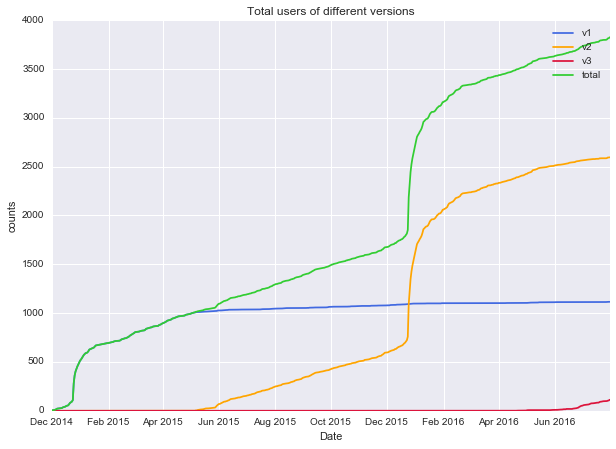 Total users of different versions
4000
3500
3000
2500
2000
1500
1000
500
0
counts
v1
v2
v3
total
Dec 2014 Feb 2015 Apr 2015 Jun 2015 Aug 2015 Oct 2015 Dec 2015 Feb 2016 Apr 2016 Jun 2016
Date